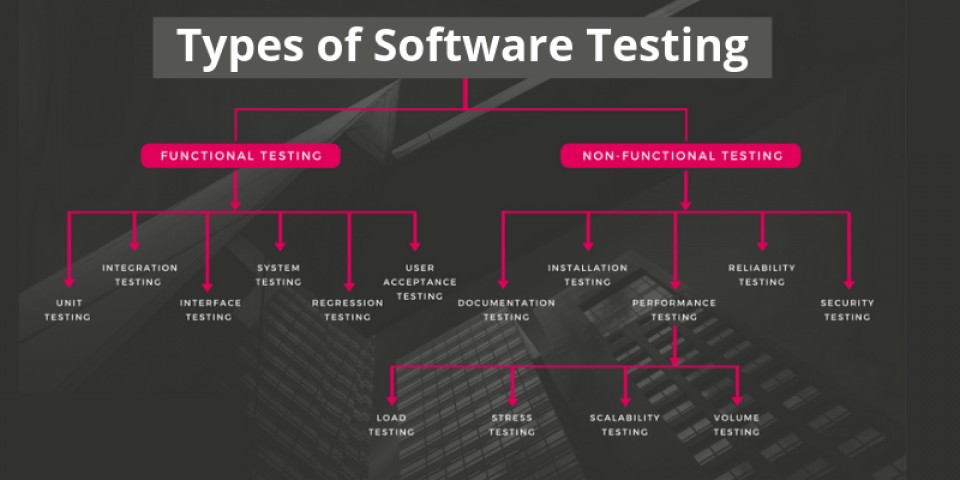 Types of Software Testing
FUNCTIONAL TESTING
NON-FUNCTIONAL TESTING
UNIT
TESTING
INTEGRATION
TESTING
INTERFACE
TESTING
SYSTEM
TESTING
REGRESSION
TESTING
USER
ACCEPTANCE
TESTING
DOCUMENTATION
TESTING
INSTALLATION
TESTING
PERFORMANCE
TESTING
RELIABILITY
TESTING
SECURITY
TESTING
LOAD
TESTING
STRESS
TESTING
SCALABILITY
TESTING
VOLUME
TESTING